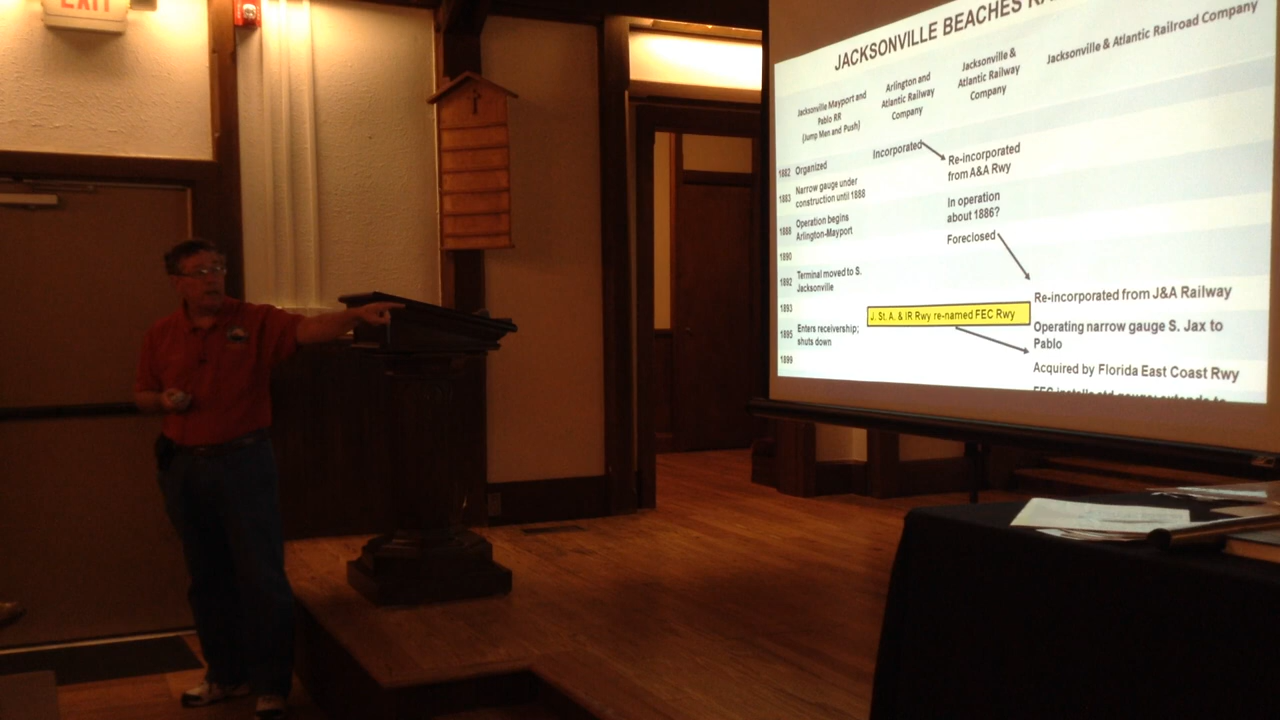 EXIT
JACKSONVILLE BEACHES
Jacksonville Mayport and
Pablo RR
(Jump Men and Push)
Arlington and
Atlantic Railway
Company
Jacksonville &
Atlantic Railway
Company
Jacksonville & Atlantic Railroad Company
1882 Organized
Incorporated
Re-incorporated
from A&A Rwy
1883 Narrow gauge under
construction until 1888
In operation
about 1886?
1888 Operation begins
Arlington-Mayport
Foreclosed
1890
1892 Terminal moved to S.
Jacksonville
Re-incorporated from J&A Railway
1893
J. St. A. & IR Rwy re-named FEC Rwy
Operating narrow gauge S. Jax to
Pablo
1895 Enters receivership;
shuts down
1899
Acquired by Florida East Coast Rwy